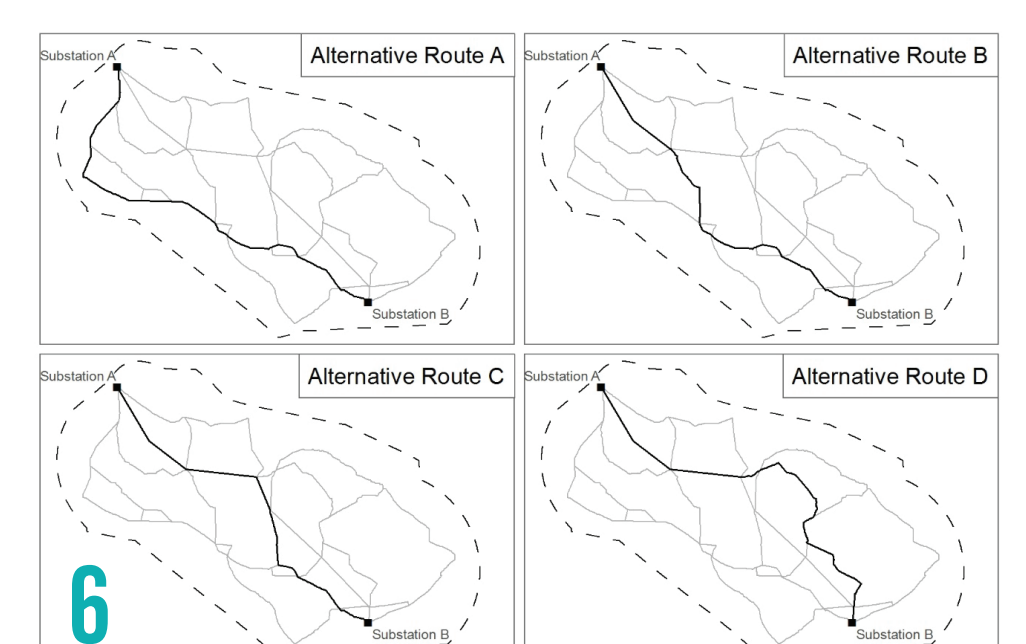 Substation A
Alternative Route A
Substation B
Substation A
Alternative Route B
Substation B
Substation A
Alternative Route C
Substation B
Substation A
Alternative Route D
Substation B
6